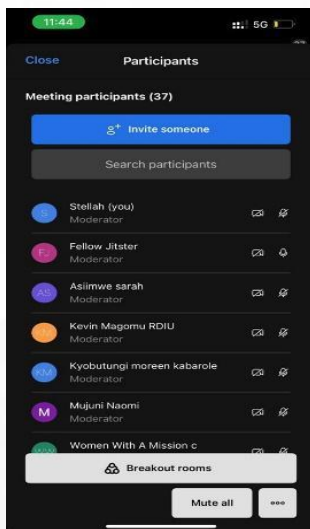 11:44
5G
Close
Participants
Meeting participants (37)
Invite someone
Search participants
S
Stellah (you)
Moderator
FJ
Fellow Jitster
Moderator
AS
Asiimwe sarah
Moderator
KM
Kevin Magomu RDIU
Moderator
KM
Kyobutungi moreen kabarole
Moderator
M
Mujuni Naomi
Moderator
Women With A Mission c
Breakout rooms
Mute all